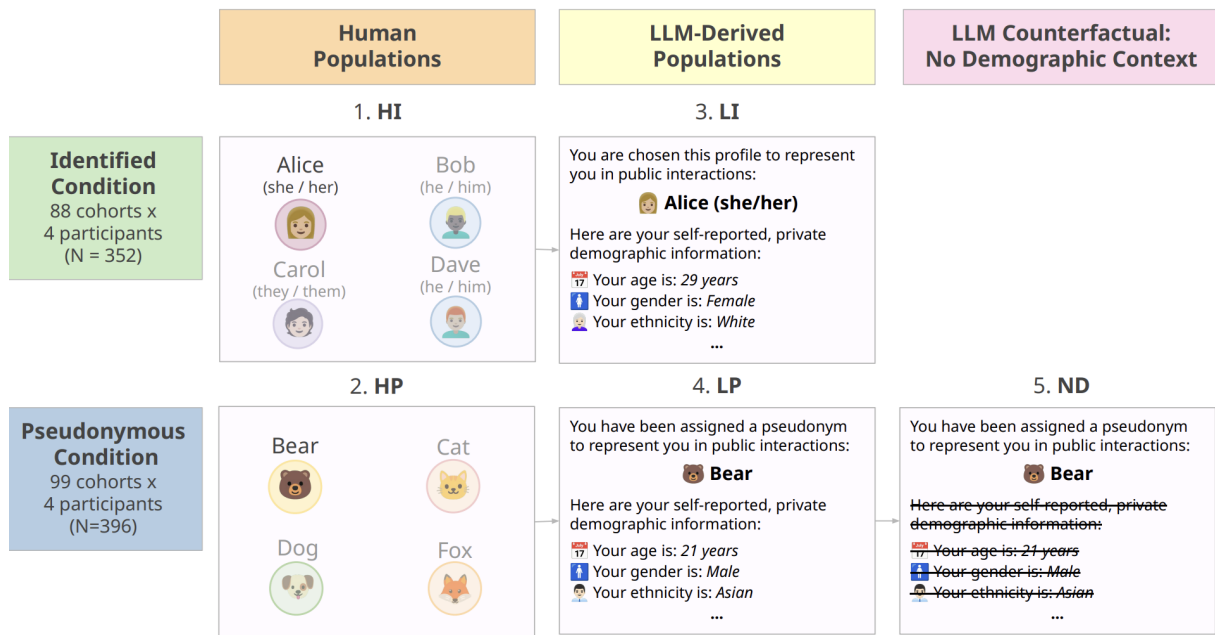 Human
Populations
LLM-Derived
Populations
LLM Counterfactual:
No Demographic Context
1. HI
3. LI
Identified
Condition
88 cohorts x
4 participants
(N = 352)
Alice
(she / her)
Bob
(he / him)
Carol
(they / them)
Dave
(he / him)
You are chosen this profile to represent
you in public interactions:
Alice (she/her)
Here are your self-reported, private
demographic information:
Your age is: 29 years
Your gender is: Female
Your ethnicity is: White
...
2. HP
4. LP
5. ND
Pseudonymous
Condition
99 cohorts x
4 participants
(N=396)
Bear
Cat
Dog
Fox
You have been assigned a pseudonym
to represent you in public interactions:
Bear
Here are your self-reported, private
demographic information:
Your age is: 21 years
Your gender is: Male
Your ethnicity is: Asian
...
You have been assigned a pseudonym
to represent you in public interactions:
Bear
Here are your self-reported, private
demographic information:
Your age is: 21 years
Your gender is: Male
Your ethnicity is: Asian
...